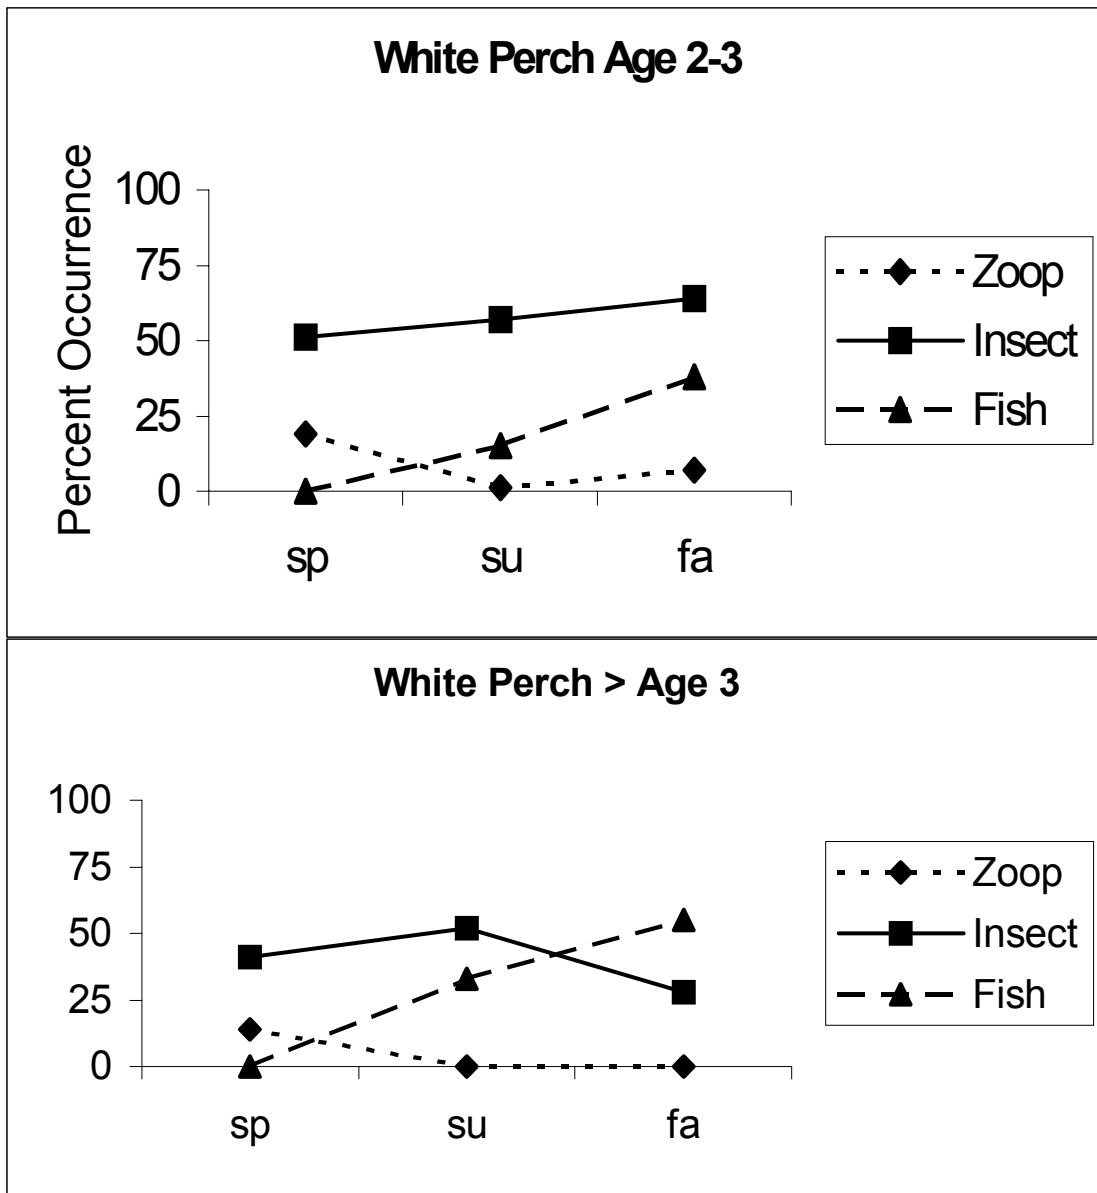 White Perch Age 2-3
Percent Occurrence
100
75
50
25
0
sp su fa
Zoop
Insect
Fish
White Perch > Age 3
100
75
50
25
0
sp su fa
Zoop
Insect
Fish